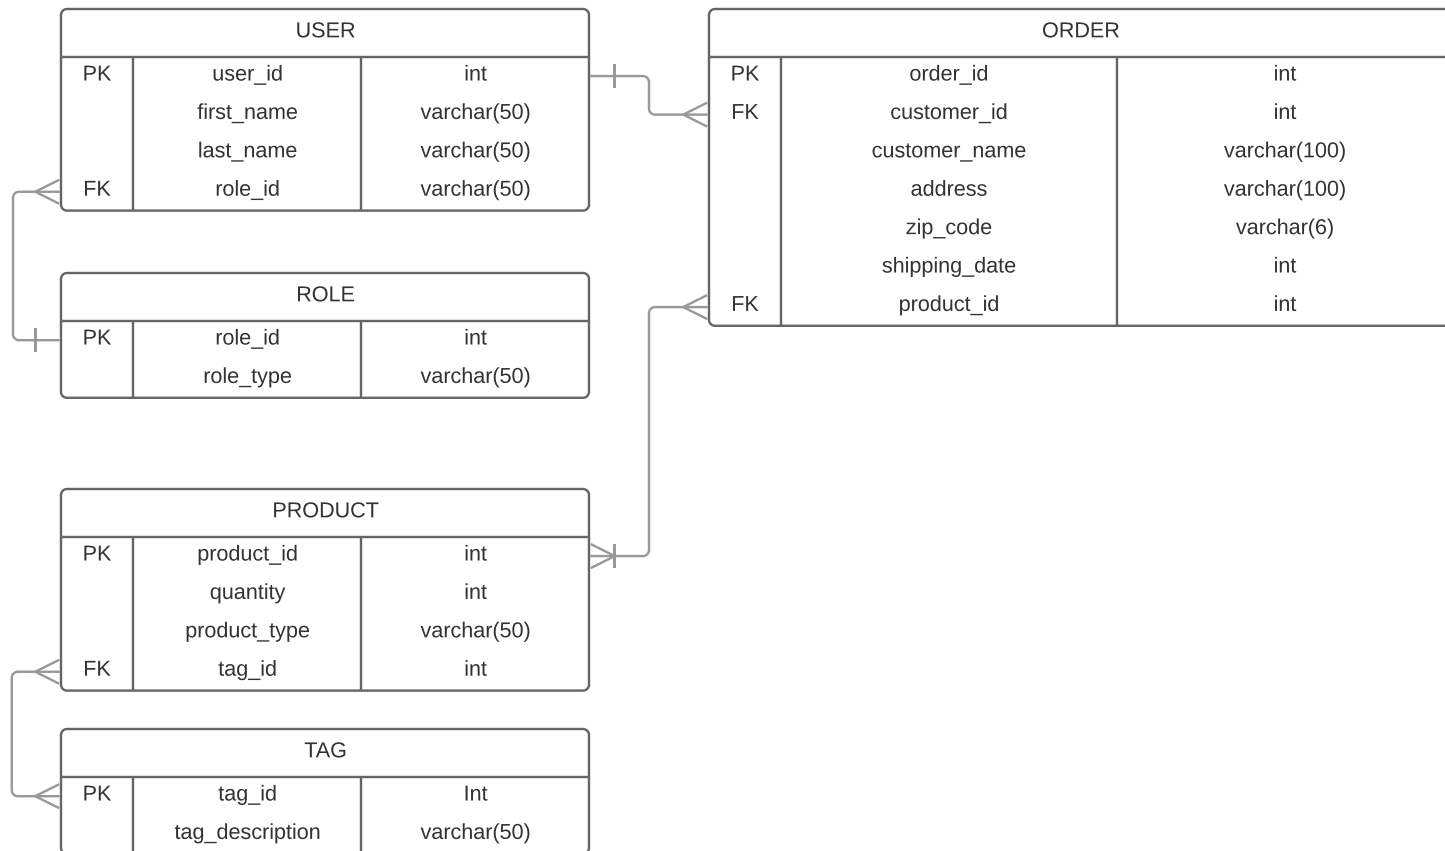 USER
PK user_id int
first_name varchar(50)
last_name varchar(50)
FK role_id varchar(50)
ROLE
PK role_id int
role_type varchar(50)
PRODUCT
PK product_id int
quantity int
product_type varchar(50)
FK tag_id int
TAG
PK tag_id Int
tag_description varchar(50)
ORDER
PK order_id int
FK customer_id int
customer_name varchar(100)
address varchar(100)
zip_code varchar(6)
shipping_date int
FK product_id int